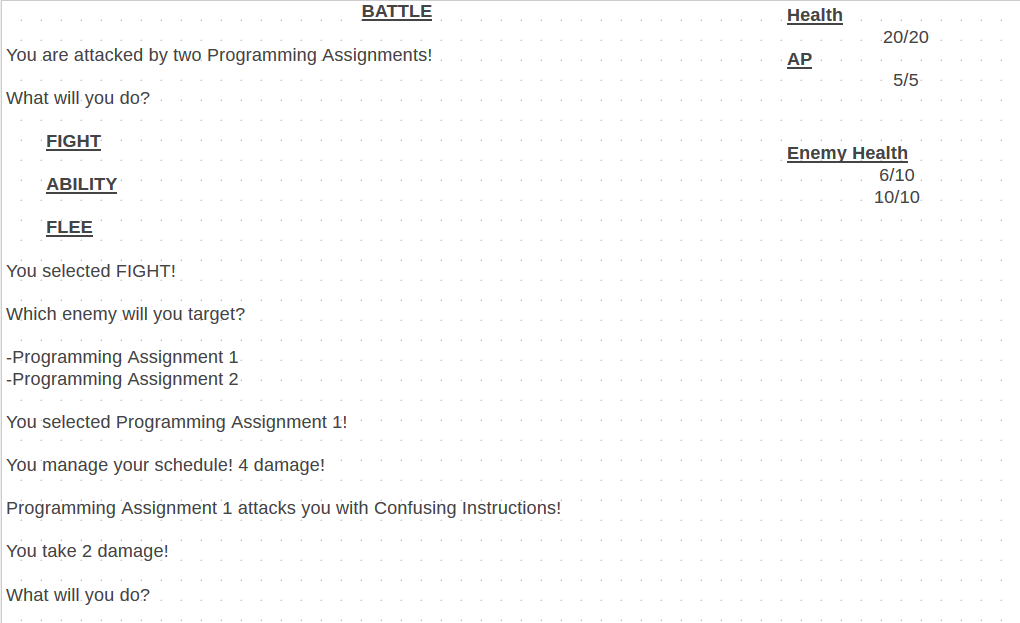 BATTLE
You are attacked by two Programming Assignments!
What will you do?
FIGHT
ABILITY
FLEE
You selected FIGHT!
Which enemy will you target?
-Programming Assignment 1
-Programming Assignment 2
You selected Programming Assignment 1!
You manage your schedule! 4 damage!
Programming Assignment 1 attacks you with Confusing Instructions!
You take 2 damage!
What will you do?
Health
20/20
AP
5/5
Enemy Health
6/10
10/10